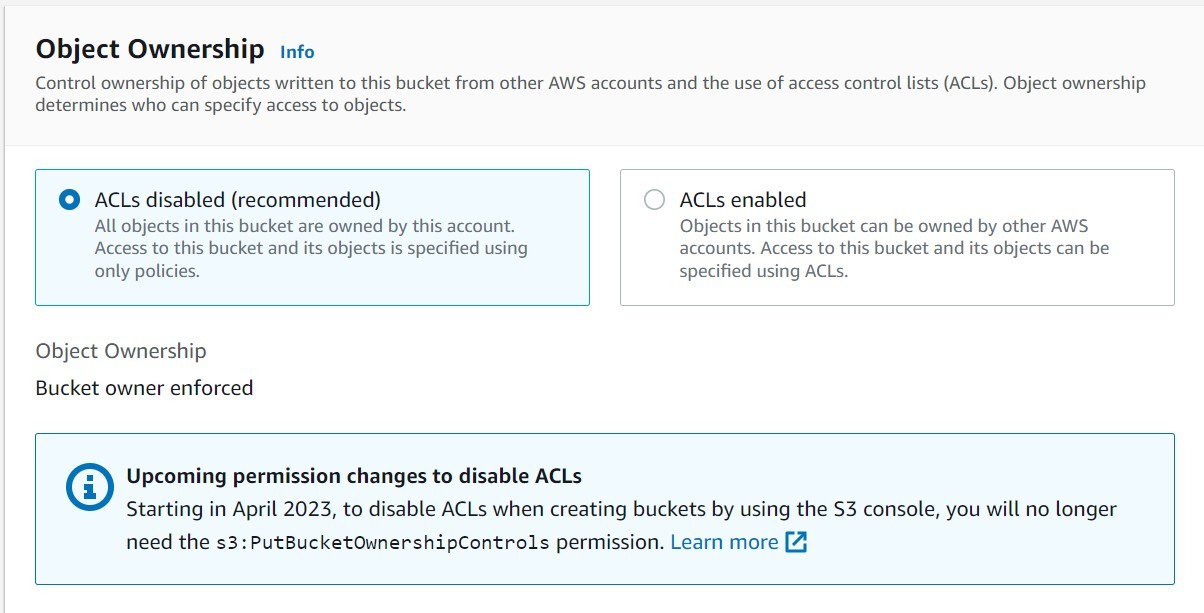 Object Ownership Info
Control ownership of objects written to this bucket from other AWS accounts and the use of access control lists (ACLs). Object ownership
determines who can specify access to objects.
ACLs disabled (recommended)
All objects in this bucket are owned by this account.
Access to this bucket and its objects is specified using
only policies.
ACLs enabled
Objects in this bucket can be owned by other AWS
accounts. Access to this bucket and its objects can be
specified using ACLs.
Object Ownership
Bucket owner enforced
Upcoming permission changes to disable ACLs
Starting in April 2023, to disable ACLs when creating buckets by using the S3 console, you will no longer
need the s3:PutBucketOwnershipControls permission. Learn more